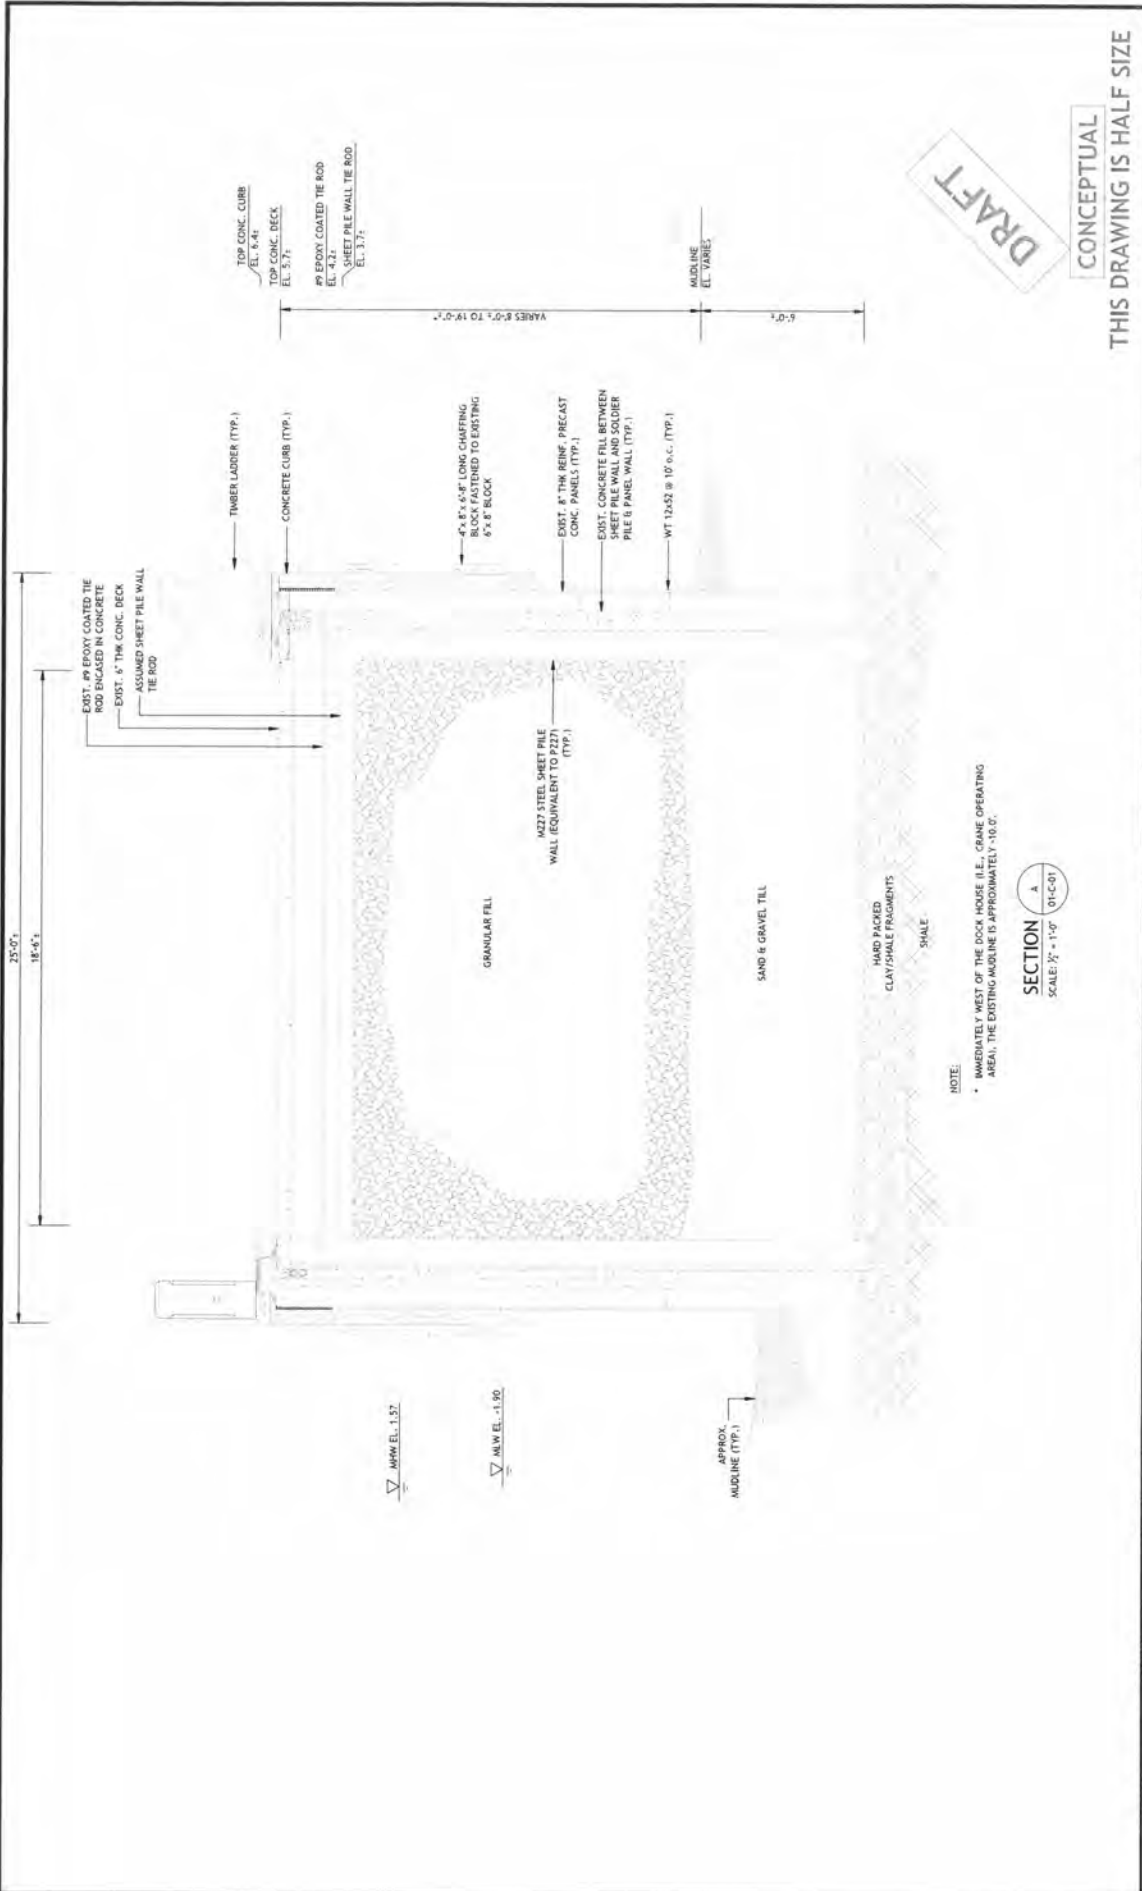 25'-0"±
18'-6"±
EXIST. #9 EPOXY COATED TIE
ROD ENCASED IN CONCRETE
EXIST. 6" THK CONC. DECK
ASSUMED SHEET PILE WALL
TIE ROD
TIMBER LADDER (TYP.)
CONCRETE CURB (TYP.)
TOP CONC. CURB
EL. 6.4±
TOP CONC. DECK
EL. 5.7±
#9 EPOXY COATED TIE ROD
EL. 4.2±
SHEET PILE WALL TIE ROD
EL. 3.7±
MHW EL. 1.57
MLW EL. -1.90
4"x 8"x 6'-8" LONG CHAFFING
BLOCK FASTENED TO EXISTING
6"x 8" BLOCK
VARIES 8'-0"± TO 19'-0"±*
GRANULAR FILL
MZ27 STEEL SHEET PILE
WALL (EQUIVALENT TO PZ27)
(TYP.)
EXIST. 8" THK REINF. PRECAST
CONC. PANELS (TYP.)
EXIST. CONCRETE FILL BETWEEN
SHEET PILE WALL AND SOLDIER
PILE & PANEL WALL (TYP.)
WT 12x52 @ 10' o.c. (TYP.)
MUDLINE
EL. VARIES
APPROX.
MUDLINE (TYP.)
SAND & GRAVEL TILL
6'-0"±
HARD PACKED
CLAY/SHALE FRAGMENTS
SHALE
NOTE:
* IMMEDIATELY WEST OF THE DOCK HOUSE (I.E., CRANE OPERATING
AREA), THE EXISTING MUDLINE IS APPROXIMATELY -10.0'.
SECTION
A
01-C-01
SCALE: ½" = 1'-0"
DRAFT
CONCEPTUAL
THIS DRAWING IS HALF SIZE